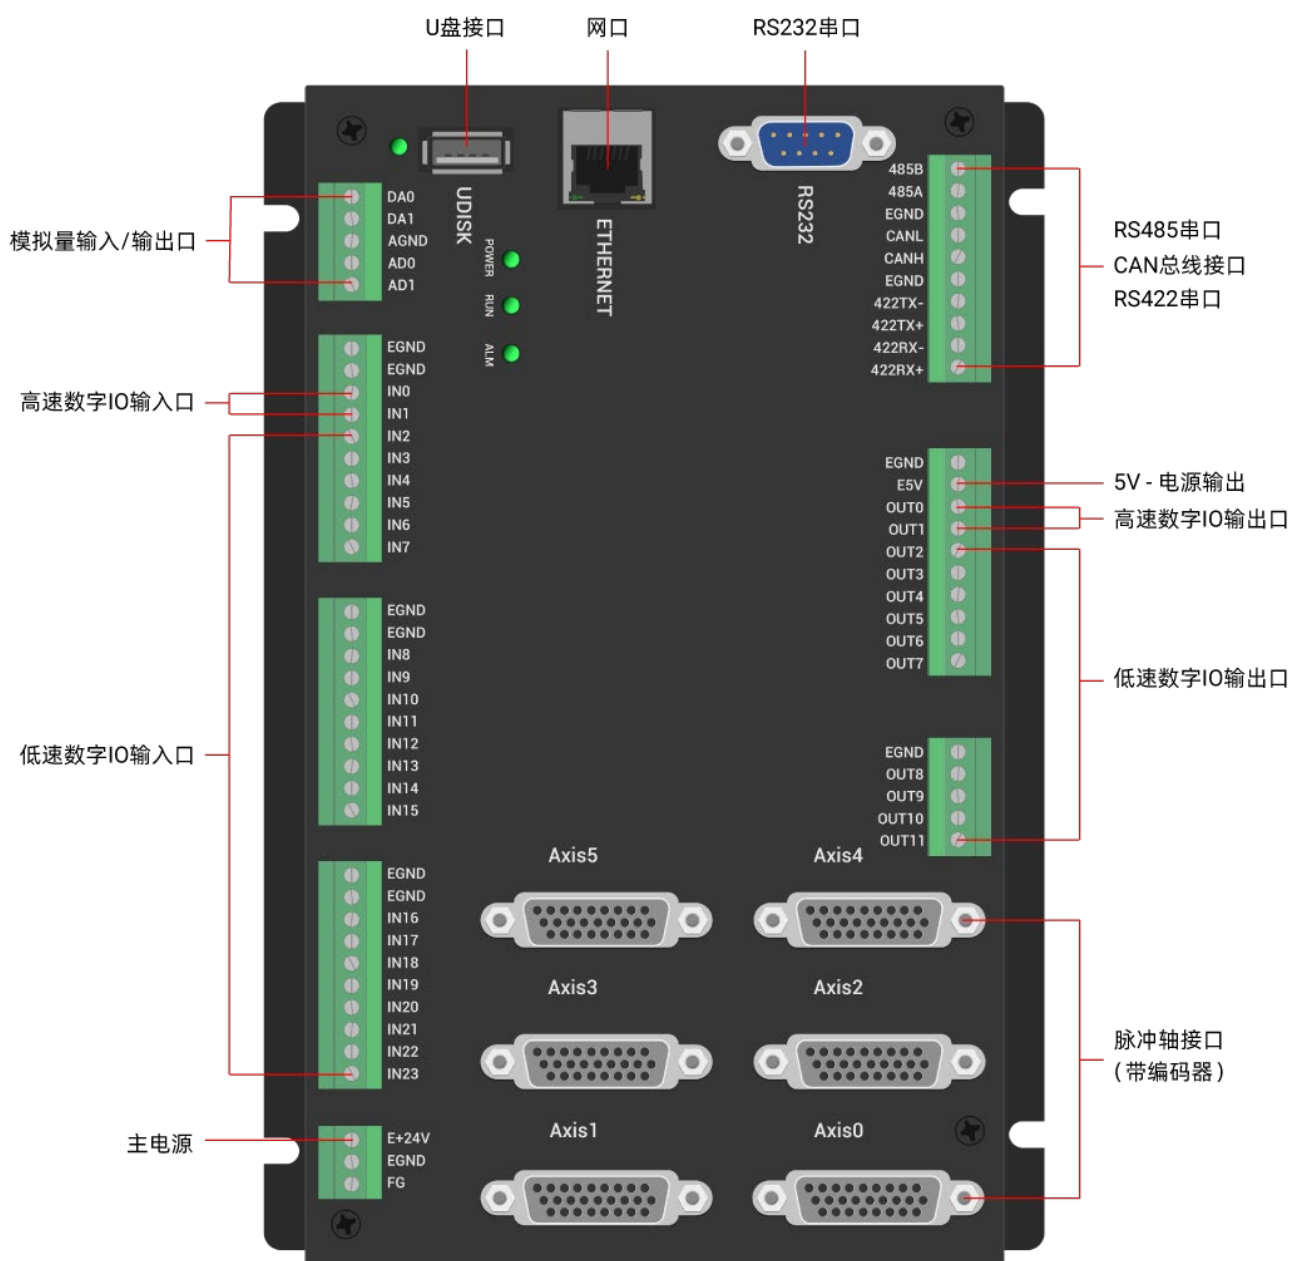 U盘接口
网口
RS232串口
UDISK
ETHERNET
RS232
POWER
RUN
ALM
模拟量输入/输出口
DA0
DA1
AGND
AD0
AD1
高速数字IO输入口
EGND
EGND
IN0
IN1
IN2
IN3
IN4
IN5
IN6
IN7
低速数字IO输入口
EGND
EGND
IN8
IN9
IN10
IN11
IN12
IN13
IN14
IN15
EGND
EGND
IN16
IN17
IN18
IN19
IN20
IN21
IN22
IN23
主电源
E+24V
EGND
FG
485B
485A
EGND
CANL
CANH
EGND
422TX-
422TX+
422RX-
422RX+
RS485串口
CAN总线接口
RS422串口
EGND
E5V
OUT0
OUT1
OUT2
OUT3
OUT4
OUT5
OUT6
OUT7
5V - 电源输出
高速数字IO输出口
低速数字IO输出口
EGND
OUT8
OUT9
OUT10
OUT11
Axis5
Axis4
Axis3
Axis2
Axis1
Axis0
脉冲轴接口
(带编码器)